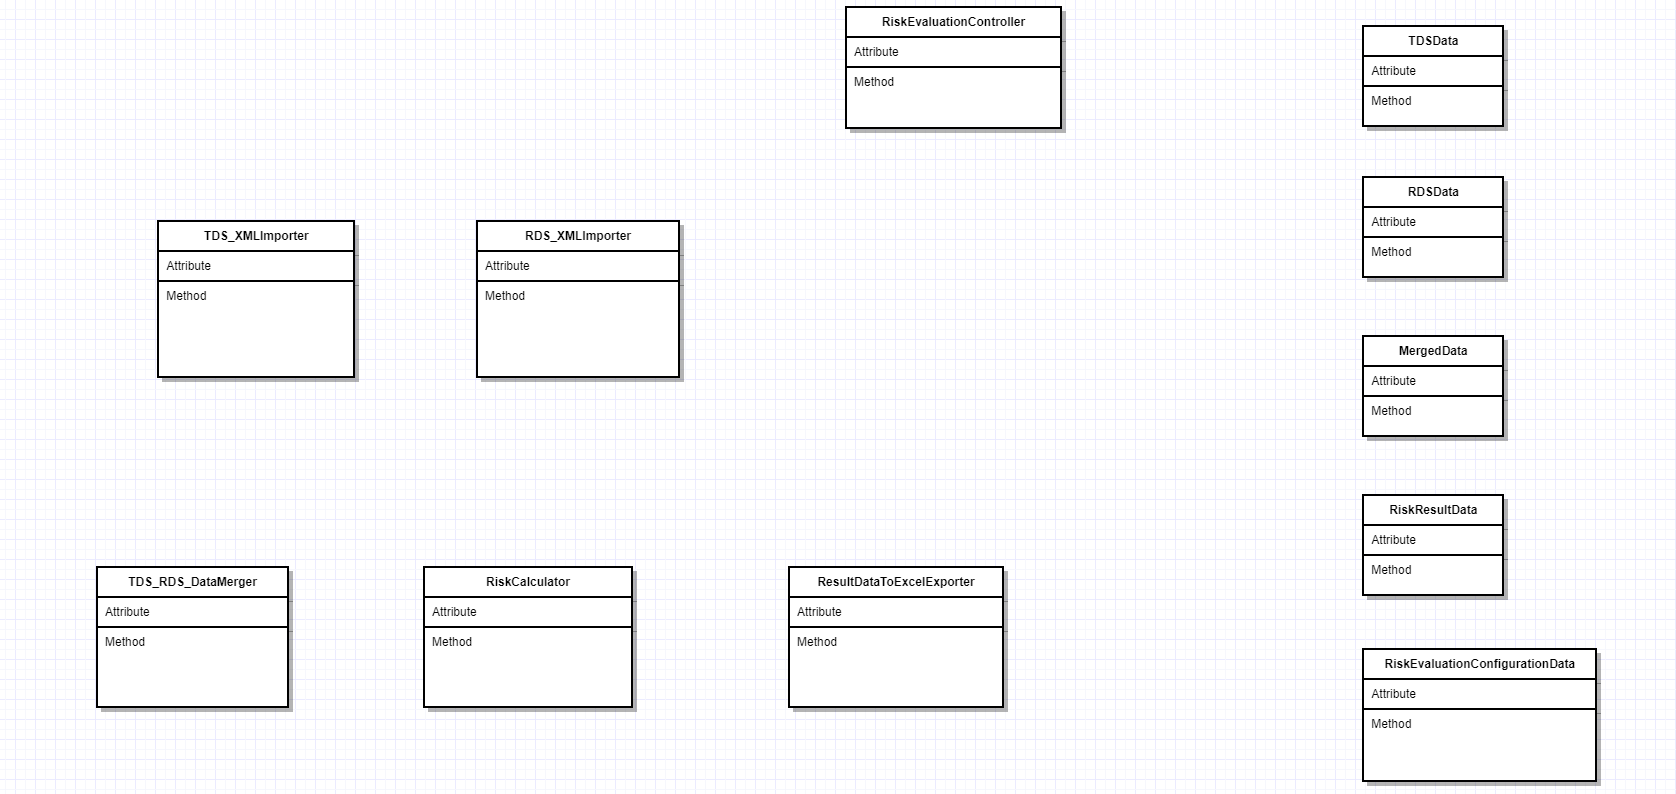 RiskEvaluationController
Attribute
Method
TDSData
Attribute
Method
RDSData
Attribute
Method
TDS_XMLImporter
Attribute
Method
RDS_XMLImporter
Attribute
Method
MergedData
Attribute
Method
RiskResultData
Attribute
Method
TDS_RDS_DataMerger
Attribute
Method
RiskCalculator
Attribute
Method
ResultDataToExcelExporter
Attribute
Method
RiskEvaluationConfigurationData
Attribute
Method